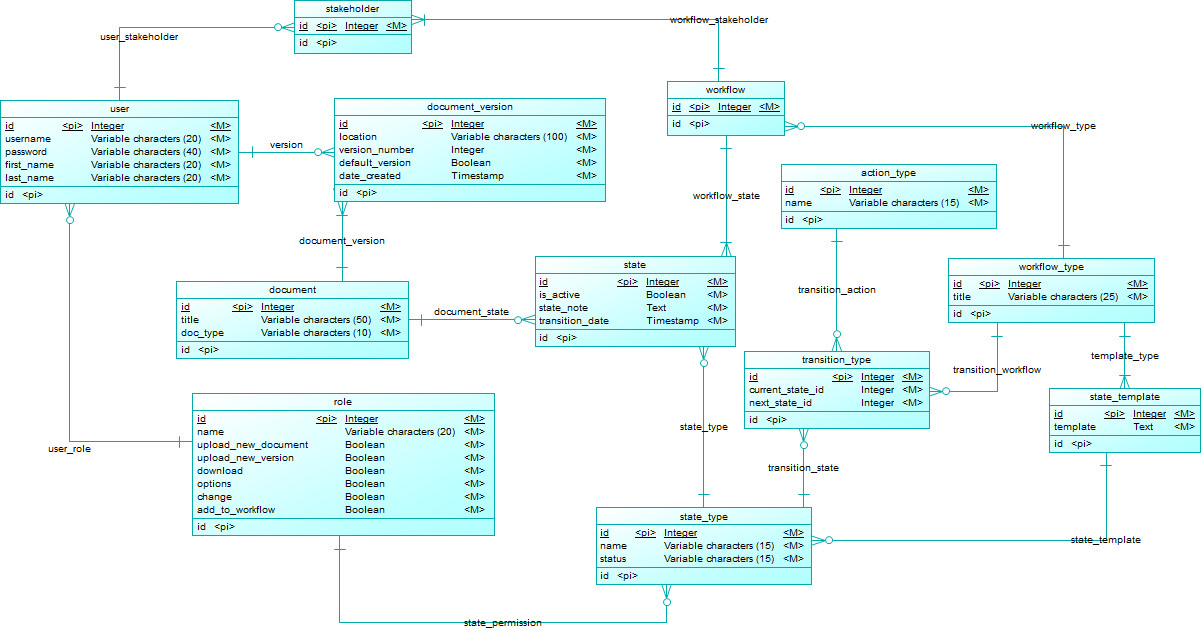 stakeholder
id <pi> Integer <M>
id <pi>
workflow_stakeholder
user_stakeholder
workflow
id <pi> Integer <M>
id <pi>
user
id <pi> Integer <M>
username Variable characters (20) <M>
password Variable characters (40) <M>
first_name Variable characters (20) <M>
last_name Variable characters (20) <M>
id <pi>
version
document_version
id <pi> Integer <M>
location Variable characters (100) <M>
version_number Integer <M>
default_version Boolean <M>
date_created Timestamp <M>
id <pi>
workflow_type
action_type
id <pi> Integer <M>
name Variable characters (15) <M>
id <pi>
workflow_state
document_version
state
id <pi> Integer <M>
is_active Boolean <M>
state_note Text <M>
transition_date Timestamp <M>
id <pi>
workflow_type
id <pi> Integer <M>
title Variable characters (25) <M>
id <pi>
document
id <pi> Integer <M>
title Variable characters (50) <M>
doc_type Variable characters (10) <M>
id <pi>
document_state
transition_action
transition_type
id <pi> Integer <M>
current_state_id Integer <M>
next_state_id Integer <M>
id <pi>
transition_workflow
template_type
state_template
id <pi> Integer <M>
template Text <M>
id <pi>
role
id <pi> Integer <M>
name Variable characters (20) <M>
upload_new_document Boolean <M>
upload_new_version Boolean <M>
download Boolean <M>
options Boolean <M>
change Boolean <M>
add_to_workflow Boolean <M>
id <pi>
user_role
state_type
transition_state
state_type
id <pi> Integer <M>
name Variable characters (15) <M>
status Variable characters (15) <M>
id <pi>
state_template
state_permission